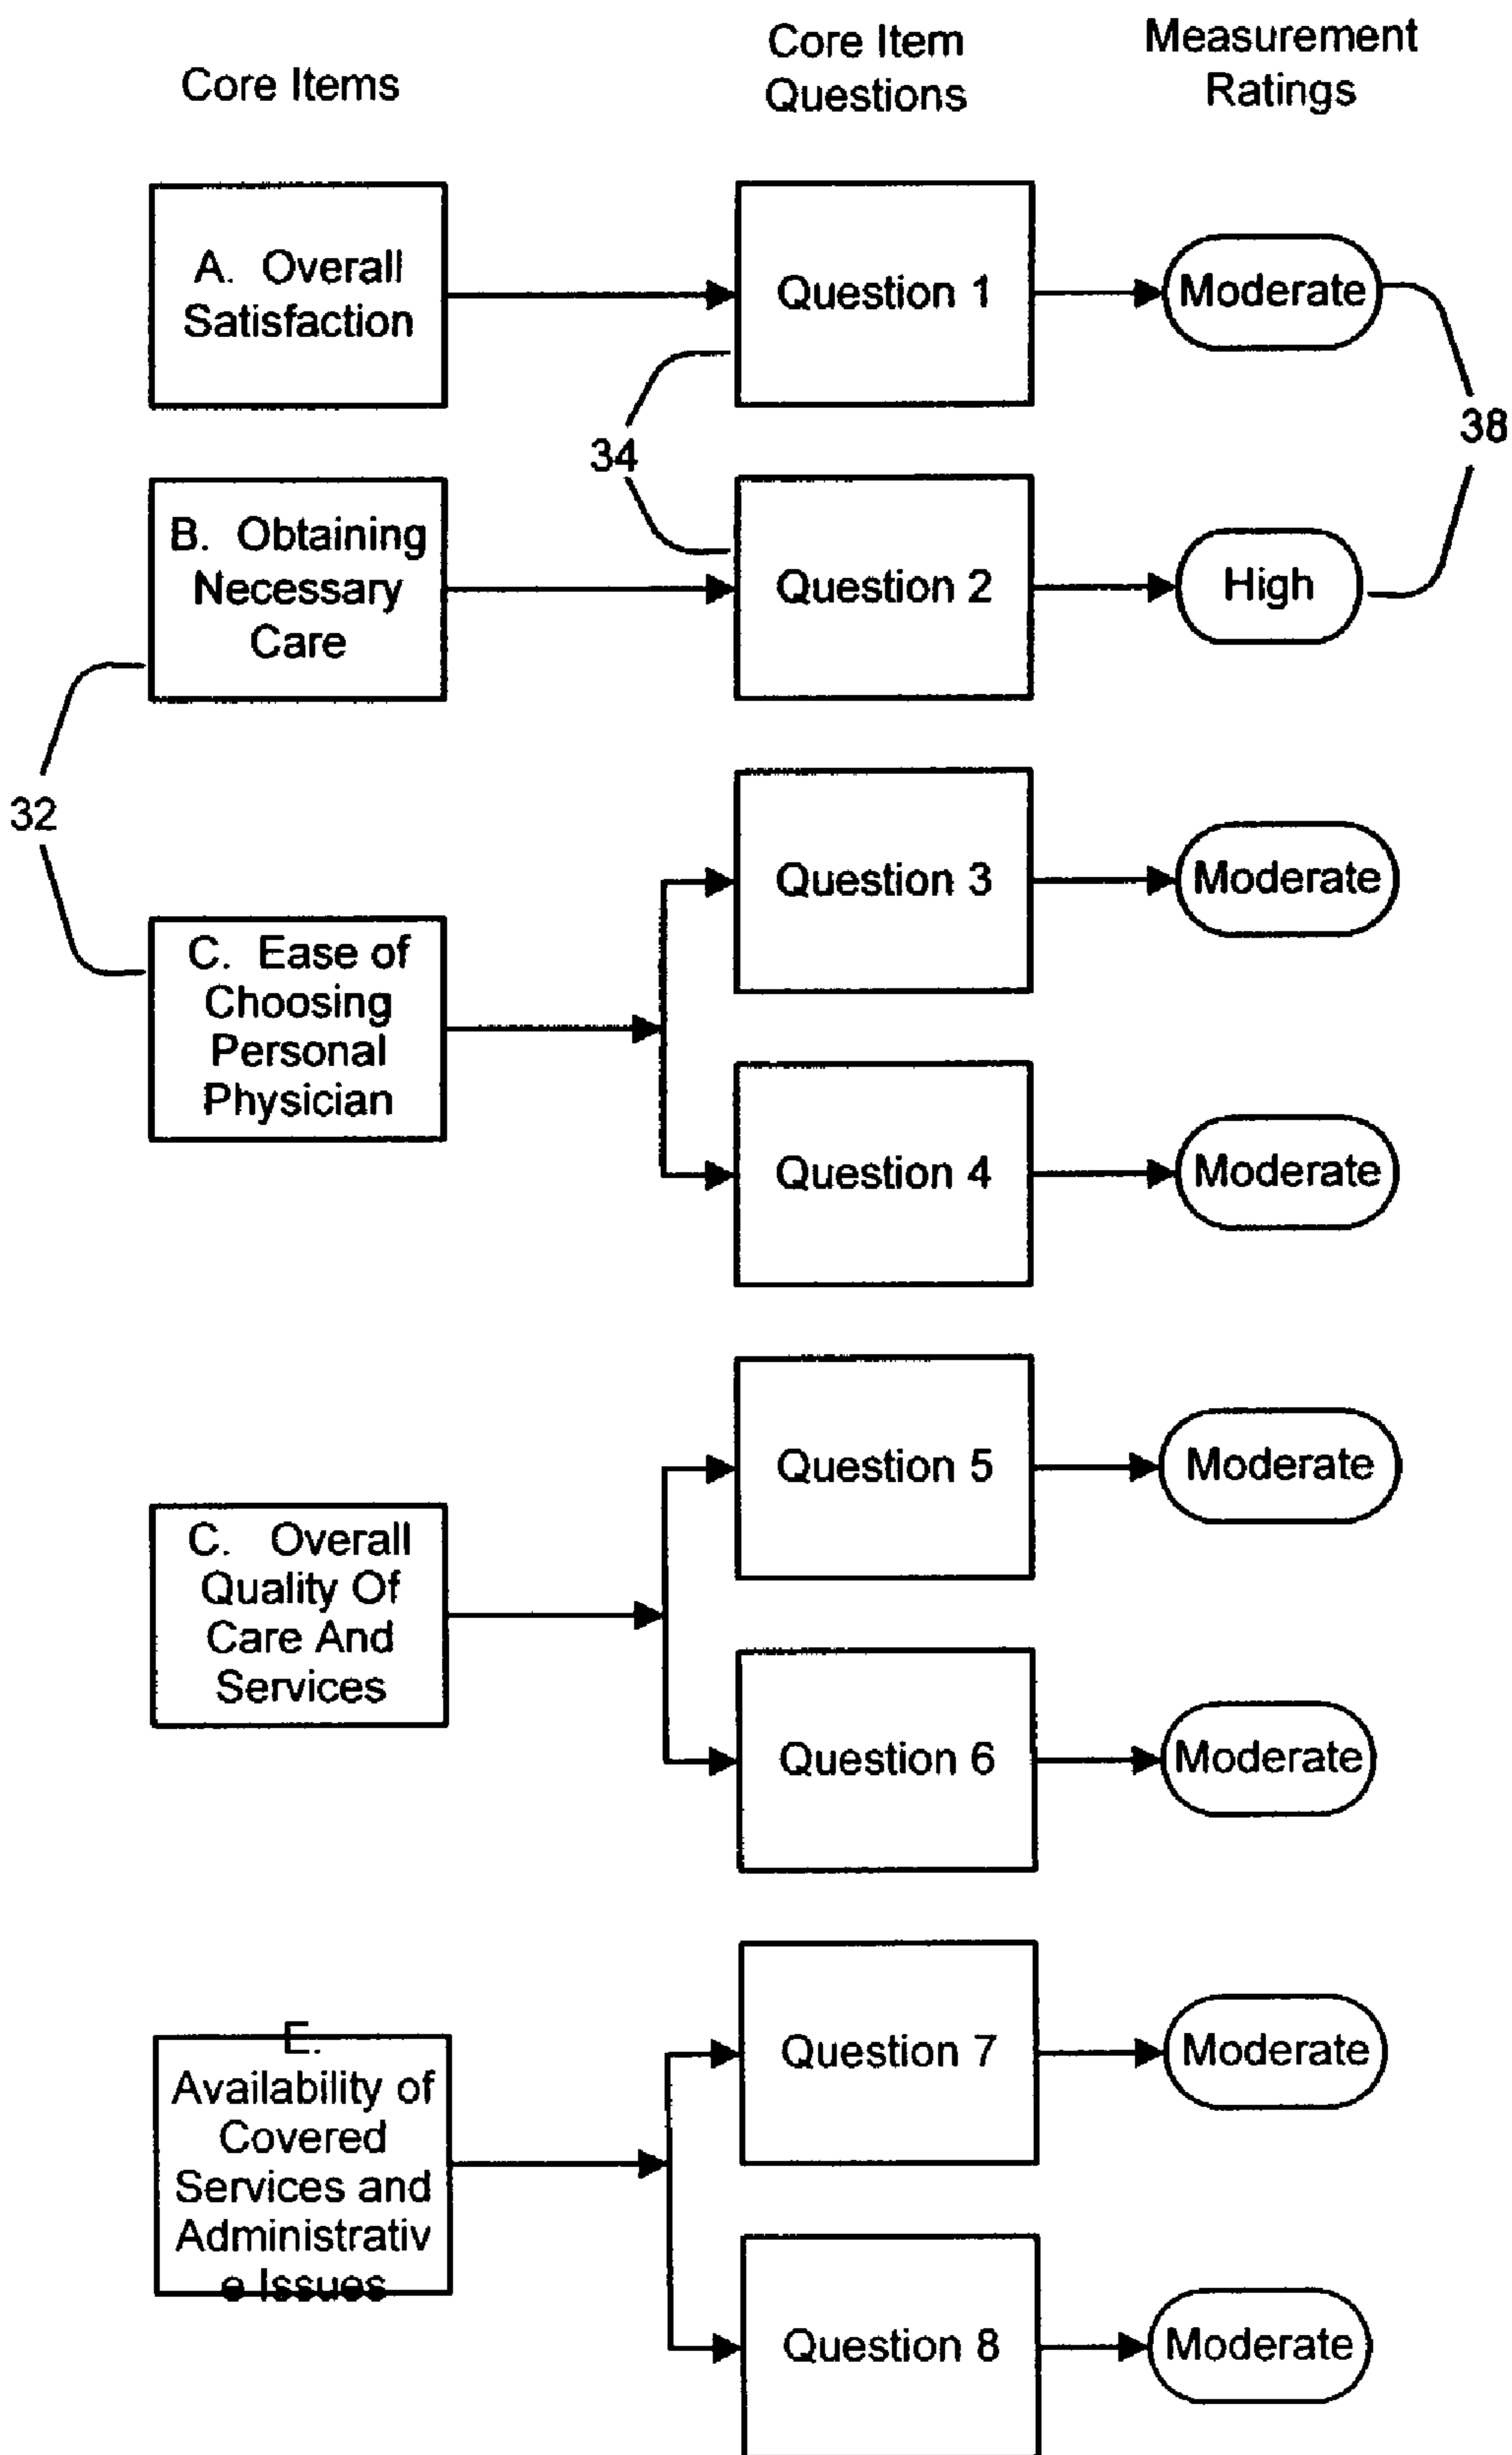 Core Items
Core Item
Questions
Measurement
Ratings
A. Overall
Satisfaction
Question 1
Moderate
38
34
B. Obtaining
Necessary
Care
Question 2
High
32
C. Ease of
Choosing
Personal
Physician
Question 3
Moderate
Question 4
Moderate
C. Overall
Quality Of
Care And
Services
Question 5
Moderate
Question 6
Moderate
E.
Availability of
Covered
Services and
Administrativ
e Issues
Question 7
Moderate
Question 8
Moderate